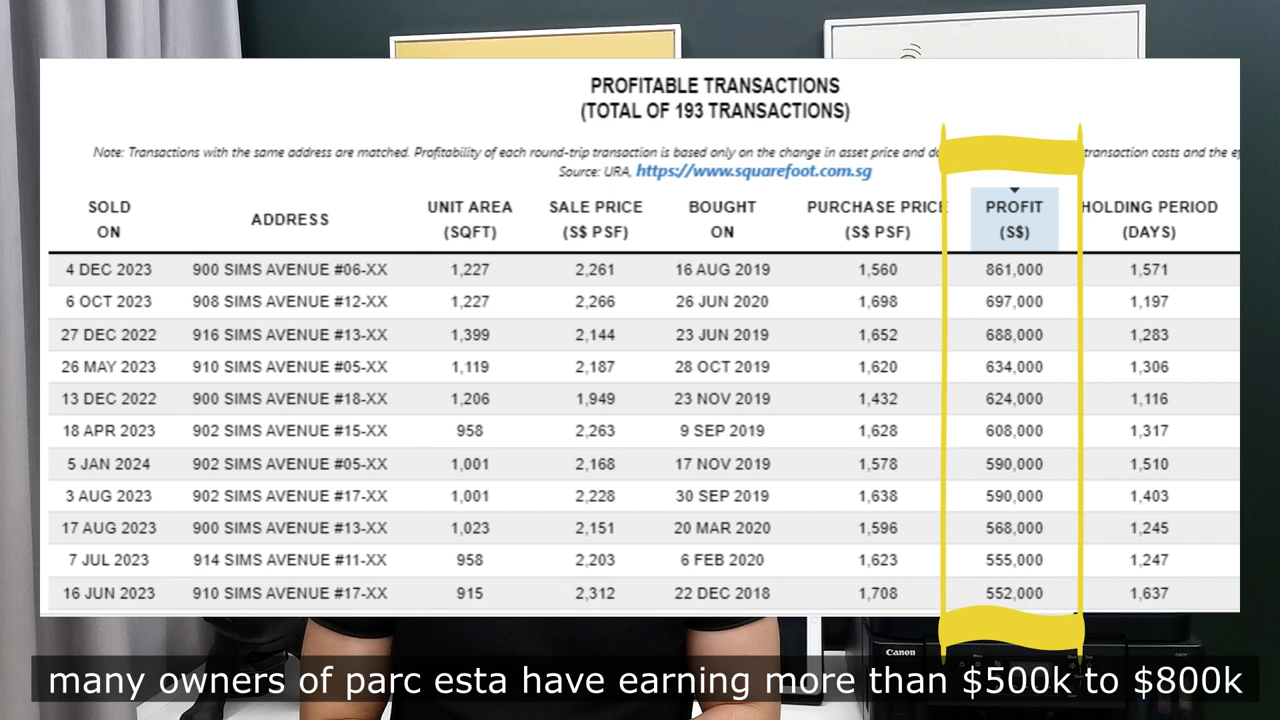 PROFITABLE TRANSACTIONS
(TOTAL OF 193 TRANSACTIONS)
Note: Transactions with the same address are matched. Profitability of each round-trip transaction is based only on the change in asset price and transaction costs and the
Source: URA, https://www.squarefoot.com.sg
SOLD ON ADDRESS UNIT AREA (SQFT) SALE PRICE (S$ PSF) BOUGHT ON PURCHASE PRICE (S$ PSF) PROFIT (S$) HOLDING PERIOD (DAYS)
4 DEC 2023 900 SIMS AVENUE #06-XX 1,227 2,261 16 AUG 2019 1,560 861,000 1,571
6 OCT 2023 908 SIMS AVENUE #12-XX 1,227 2,266 26 JUN 2020 1,698 697,000 1,197
27 DEC 2022 916 SIMS AVENUE #13-XX 1,399 2,144 23 JUN 2019 1,652 688,000 1,283
26 MAY 2023 910 SIMS AVENUE #05-XX 1,119 2,187 28 OCT 2019 1,620 634,000 1,306
13 DEC 2022 900 SIMS AVENUE #18-XX 1,206 1,949 23 NOV 2019 1,432 624,000 1,116
18 APR 2023 902 SIMS AVENUE #15-XX 958 2,263 9 SEP 2019 1,628 608,000 1,317
5 JAN 2024 902 SIMS AVENUE #05-XX 1,001 2,168 17 NOV 2019 1,578 590,000 1,510
3 AUG 2023 902 SIMS AVENUE #17-XX 1,001 2,228 30 SEP 2019 1,638 590,000 1,403
17 AUG 2023 900 SIMS AVENUE #13-XX 1,023 2,151 20 MAR 2020 1,596 568,000 1,245
7 JUL 2023 914 SIMS AVENUE #11-XX 958 2,203 6 FEB 2020 1,623 555,000 1,247
16 JUN 2023 910 SIMS AVENUE #17-XX 915 2,312 22 DEC 2018 1,708 552,000 1,637
Canon
many owners of parc esta have earning more than $500k to $800k